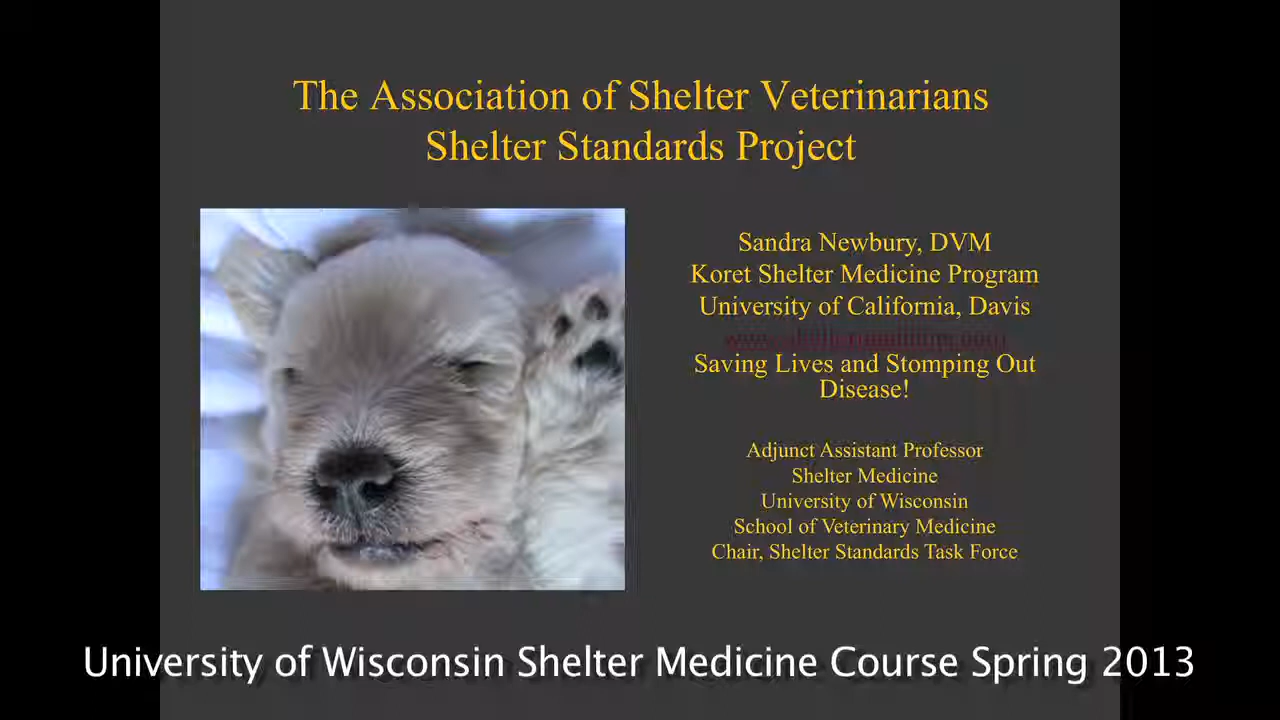 The Association of Shelter Veterinarians
Shelter Standards Project
Sandra Newbury, DVM
Koret Shelter Medicine Program
University of California, Davis
Saving Lives and Stomping Out
Disease!
Adjunct Assistant Professor
Shelter Medicine
University of Wisconsin
School of Veterinary Medicine
Chair, Shelter Standards Task Force
University of Wisconsin Shelter Medicine Course Spring 2013